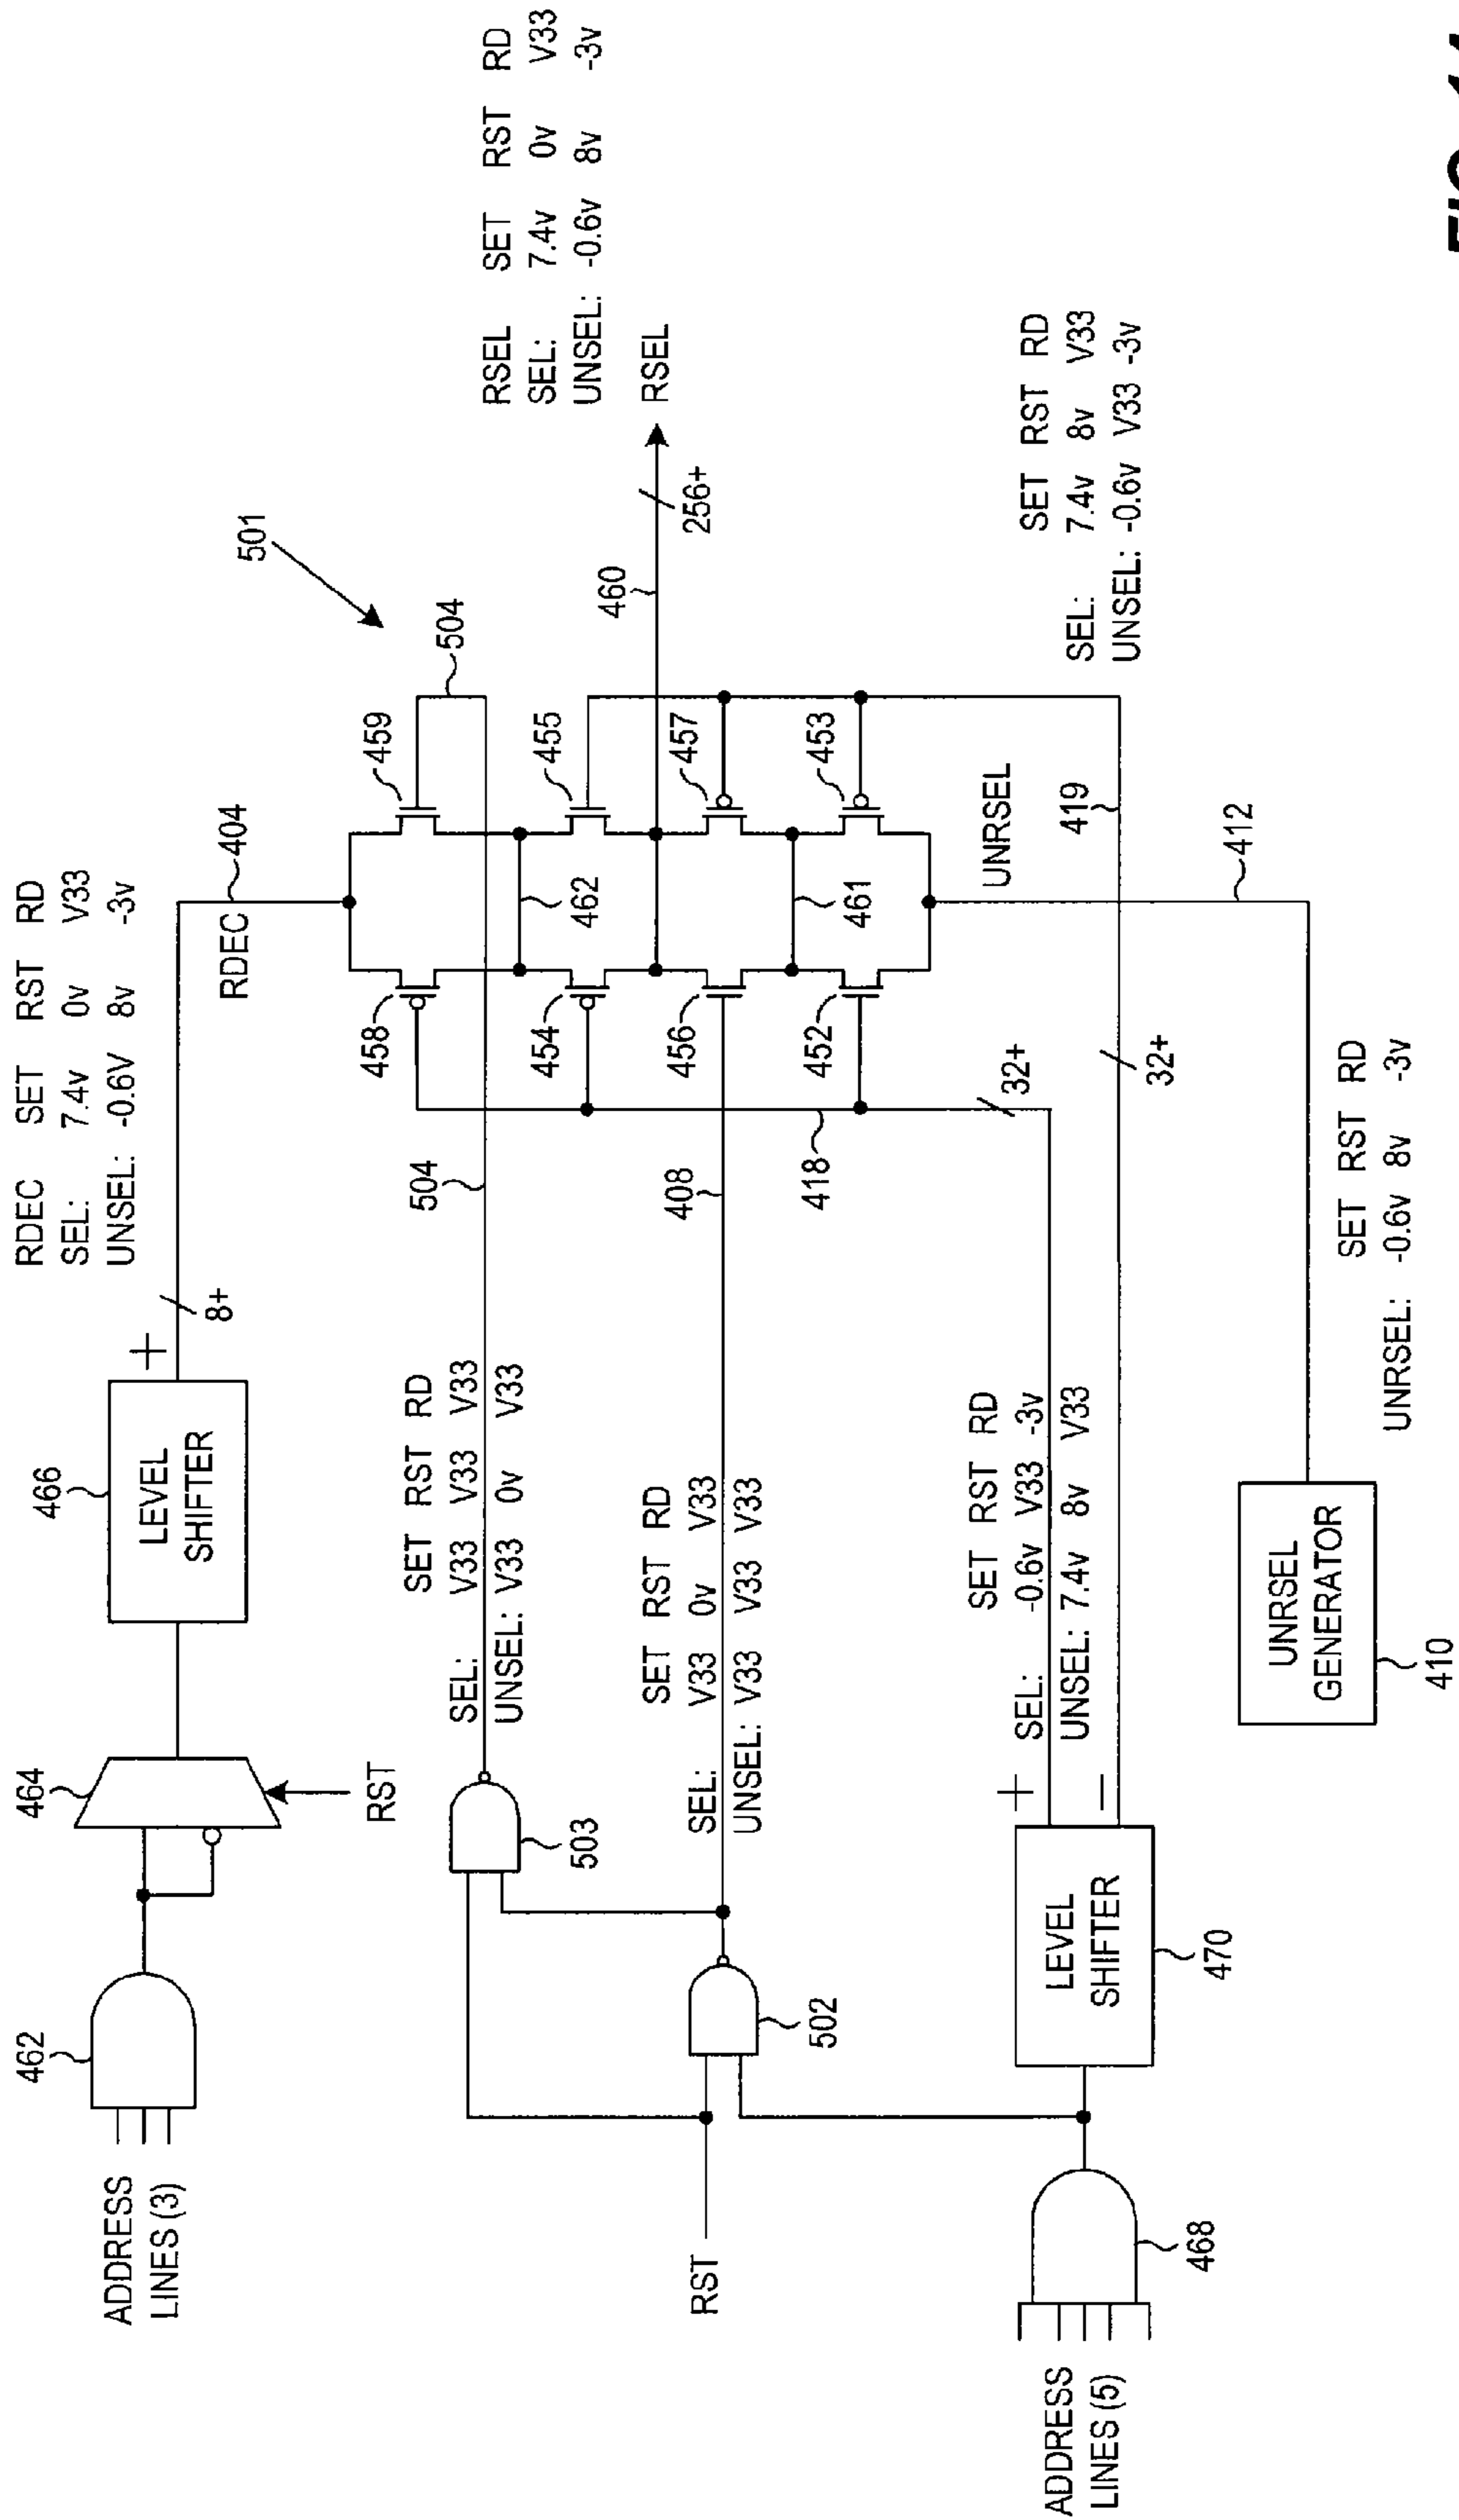 ADDRESS
LINES (3)
462
464
RST
466
LEVEL
SHIFTER
8+
RDEC SET RST RD
SEL: 7.4v 0v V33
UNSEL: -0.6V 8v -3v
404
RDEC
501
SET RST RD
SEL: V33 V33 V33
UNSEL: V33 0v V33
503
504
458
459
504
462
454
455
RSEL SET RST RD
SEL: 7.4v 0v V33
UNSEL: -0.6v 8v -3v
RSEL
460
256+
RST
502
SET RST RD
SEL: V33 0v V33
UNSEL: V33 V33 V33
408
456
457
461
452
453
418
32+
UNRSEL
ADDRESS
LINES (5)
468
LEVEL
SHIFTER
470
SET RST RD
SEL: -0.6v V33 -3v
UNSEL: 7.4v 8v V33
419
32+
SET RST RD
SEL: 7.4v 8v V33
UNSEL: -0.6v V33 -3v
UNRSEL
GENERATOR
410
412
SET RST RD
UNRSEL: -0.6v 8v -3v